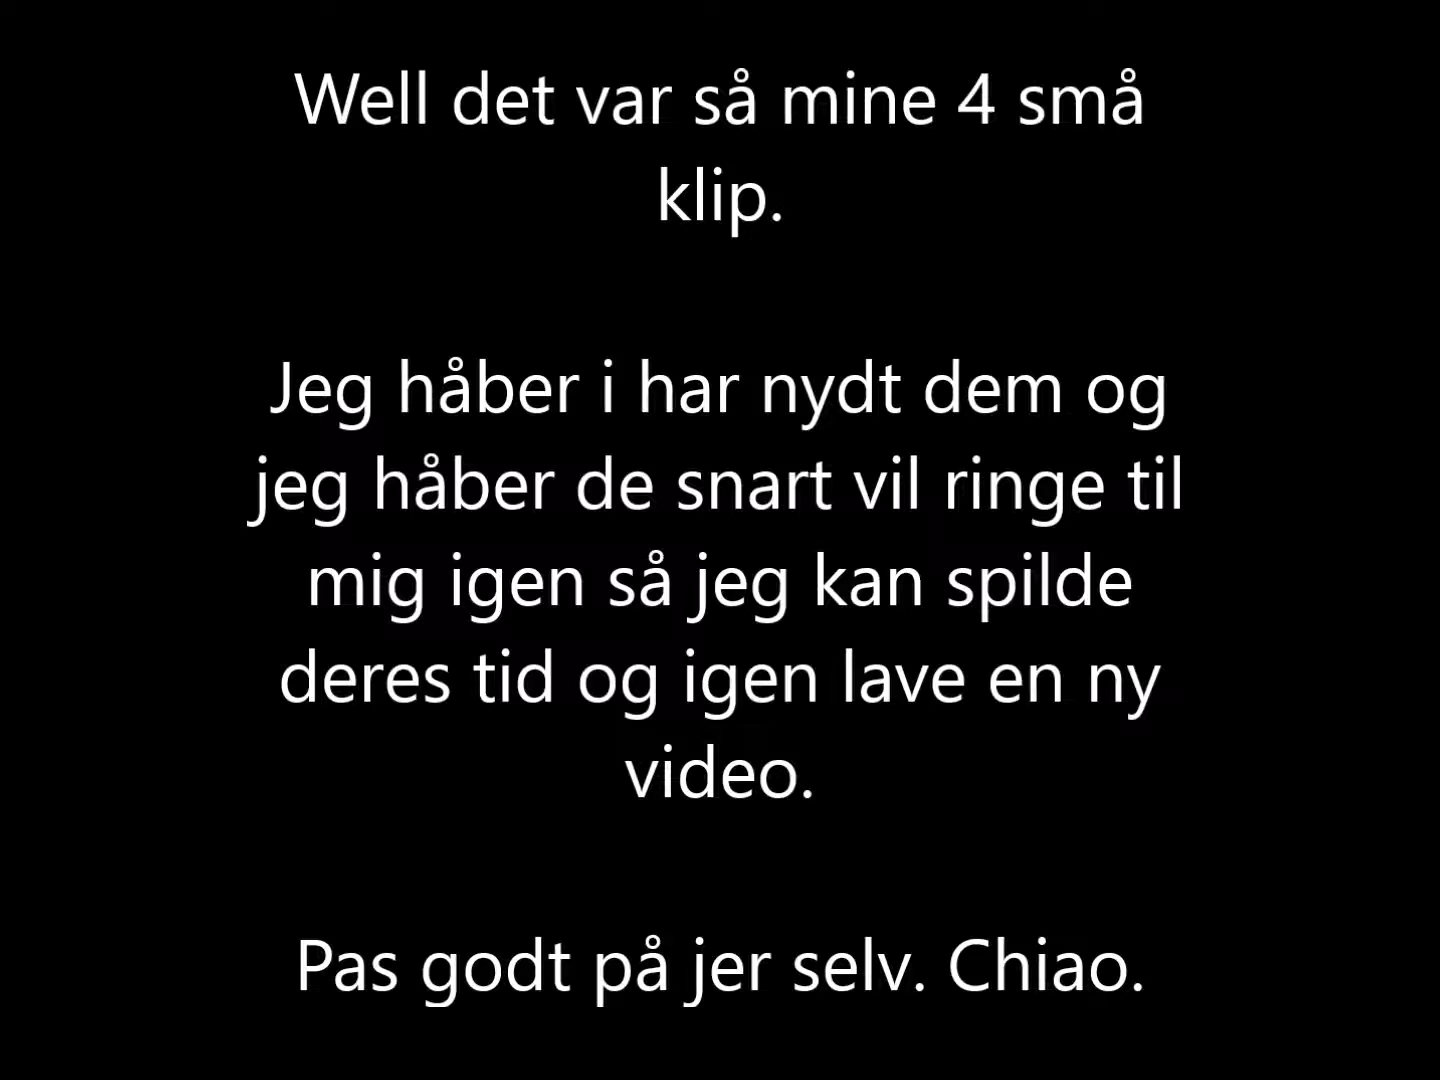 Well det var så mine 4 små
klip.
Jeg håber i har nydt dem og
jeg håber de snart vil ringe til
mig igen så jeg kan spilde
deres tid og igen lave en ny
video.
Pas godt på jer selv. Chiao.